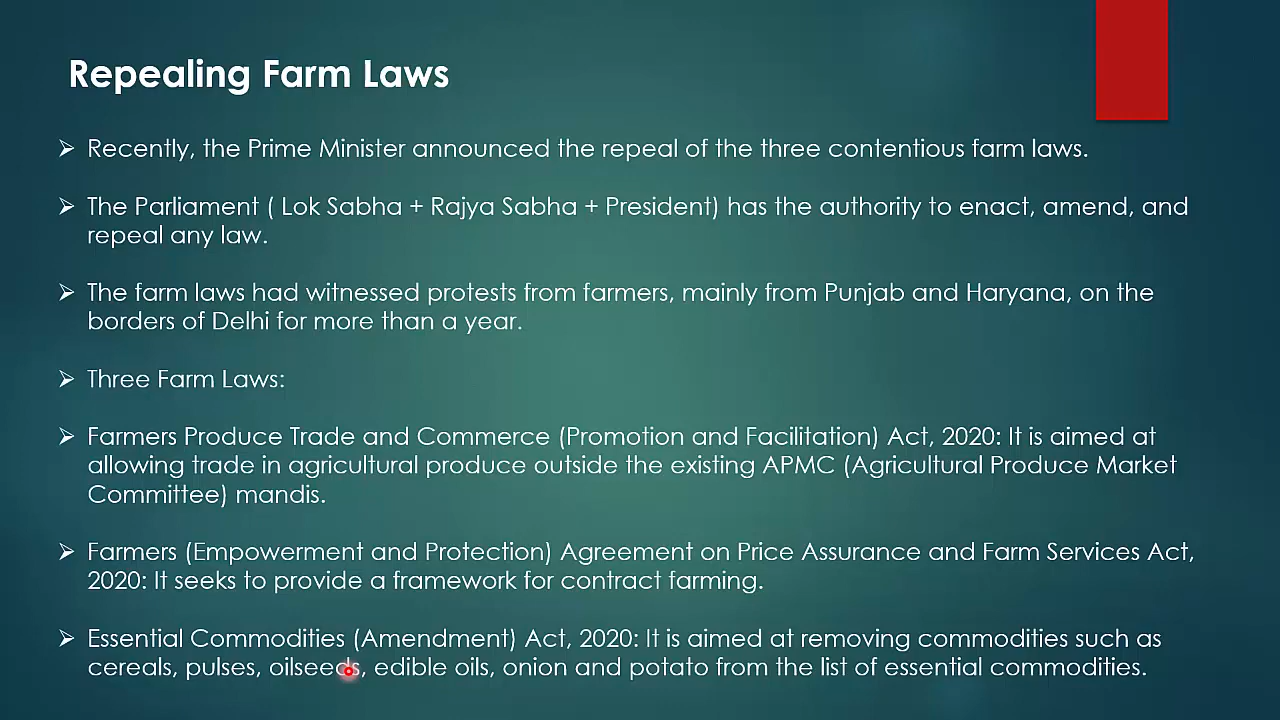 Repealing Farm Laws
➢ Recently, the Prime Minister announced the repeal of the three contentious farm laws.
➢ The Parliament ( Lok Sabha + Rajya Sabha + President) has the authority to enact, amend, and
repeal any law.
➢ The farm laws had witnessed protests from farmers, mainly from Punjab and Haryana, on the
borders of Delhi for more than a year.
➢ Three Farm Laws:
➢ Farmers Produce Trade and Commerce (Promotion and Facilitation) Act, 2020: It is aimed at
allowing trade in agricultural produce outside the existing APMC (Agricultural Produce Market
Committee) mandis.
➢ Farmers (Empowerment and Protection) Agreement on Price Assurance and Farm Services Act,
2020: It seeks to provide a framework for contract farming.
➢ Essential Commodities (Amendment) Act, 2020: It is aimed at removing commodities such as
cereals, pulses, oilseeds, edible oils, onion and potato from the list of essential commodities.